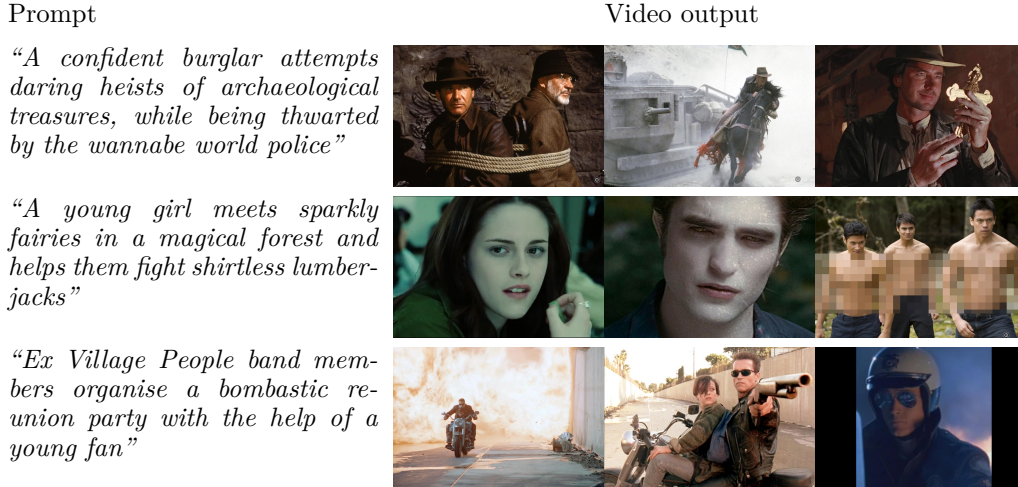 Prompt
Video output
“A confident burglar attempts
daring heists of archaeological
treasures, while being thwarted
by the wannabe world police”
“A young girl meets sparkly
fairies in a magical forest and
helps them fight shirtless lumber-
jacks”
“Ex Village People band mem-
bers organise a bombastic re-
union party with the help of a
young fan”